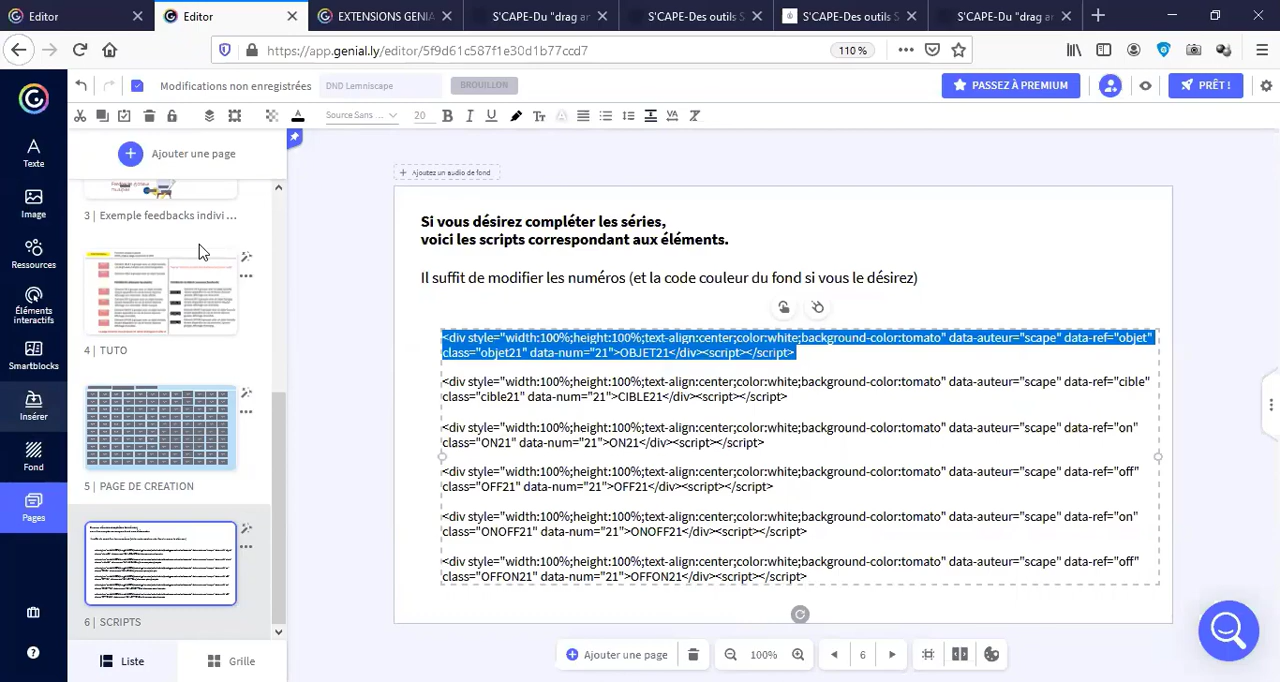 Editor
Editor
EXTENSIONS GENIA
S'CAPE-Du "drag ar
S'CAPE-Des outils S
S'CAPE-Des outils S
S'CAPE-Du "drag ar
https://app.genial.ly/editor/5f9d61c587f1e30d1b77ccd7
110 %
Modifications non enregistrées
DND Lemniscape
BROUILLON
PASSEZ À PREMIUM
PRÊT !
Source Sans ...
20
Texte
Image
Ressources
Éléments
interactifs
Smartblocks
Insérer
Fond
Pages
Ajouter une page
3 | Exemple feedbacks indivi ...
4 | TUTO
5 | PAGE DE CREATION
6 | SCRIPTS
Liste
Grille
Ajoutez un audio de fond
Si vous désirez compléter les séries,
voici les scripts correspondant aux éléments.
Il suffit de modifier les numéros (et la code couleur du fond si vous le désirez)
<div style="width:100%;height:100%;text-align:center;color:white;background-color:tomato" data-auteur="scape" data-ref="objet"
class="objet21" data-num="21">OBJET21</div><script></script>
<div style="width:100%;height:100%;text-align:center;color:white;background-color:tomato" data-auteur="scape" data-ref="cible"
class="cible21" data-num="21">CIBLE21</div><script></script>
<div style="width:100%;height:100%;text-align:center;color:white;background-color:tomato" data-auteur="scape" data-ref="on"
class="ON21" data-num="21">ON21</div><script></script>
<div style="width:100%;height:100%;text-align:center;color:white;background-color:tomato" data-auteur="scape" data-ref="off"
class="OFF21" data-num="21">OFF21</div><script></script>
<div style="width:100%;height:100%;text-align:center;color:white;background-color:tomato" data-auteur="scape" data-ref="on"
class="ONOFF21" data-num="21">ONOFF21</div><script></script>
<div style="width:100%;height:100%;text-align:center;color:white;background-color:tomato" data-auteur="scape" data-ref="off"
class="OFFON21" data-num="21">OFFON21</div><script></script>
Ajouter une page
100%
6